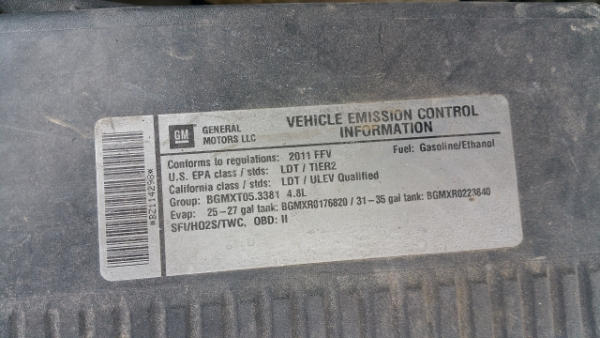 GM
GENERAL MOTORS LLC
VEHICLE EMISSION CONTROL INFORMATION
Conforms to regulations: 2011 FFV Fuel: Gasoline/Ethanol
U.S. EPA class / stds: LDT / TIER2
California class / stds: LDT / ULEV Qualified
Group: BGMXT05.3381 4.8L
Evap: 25-27 gal tank: BGMXR0176820 / 31-35 gal tank: BGMXR0223840
SFI/HO2S/TWC, OBD: II